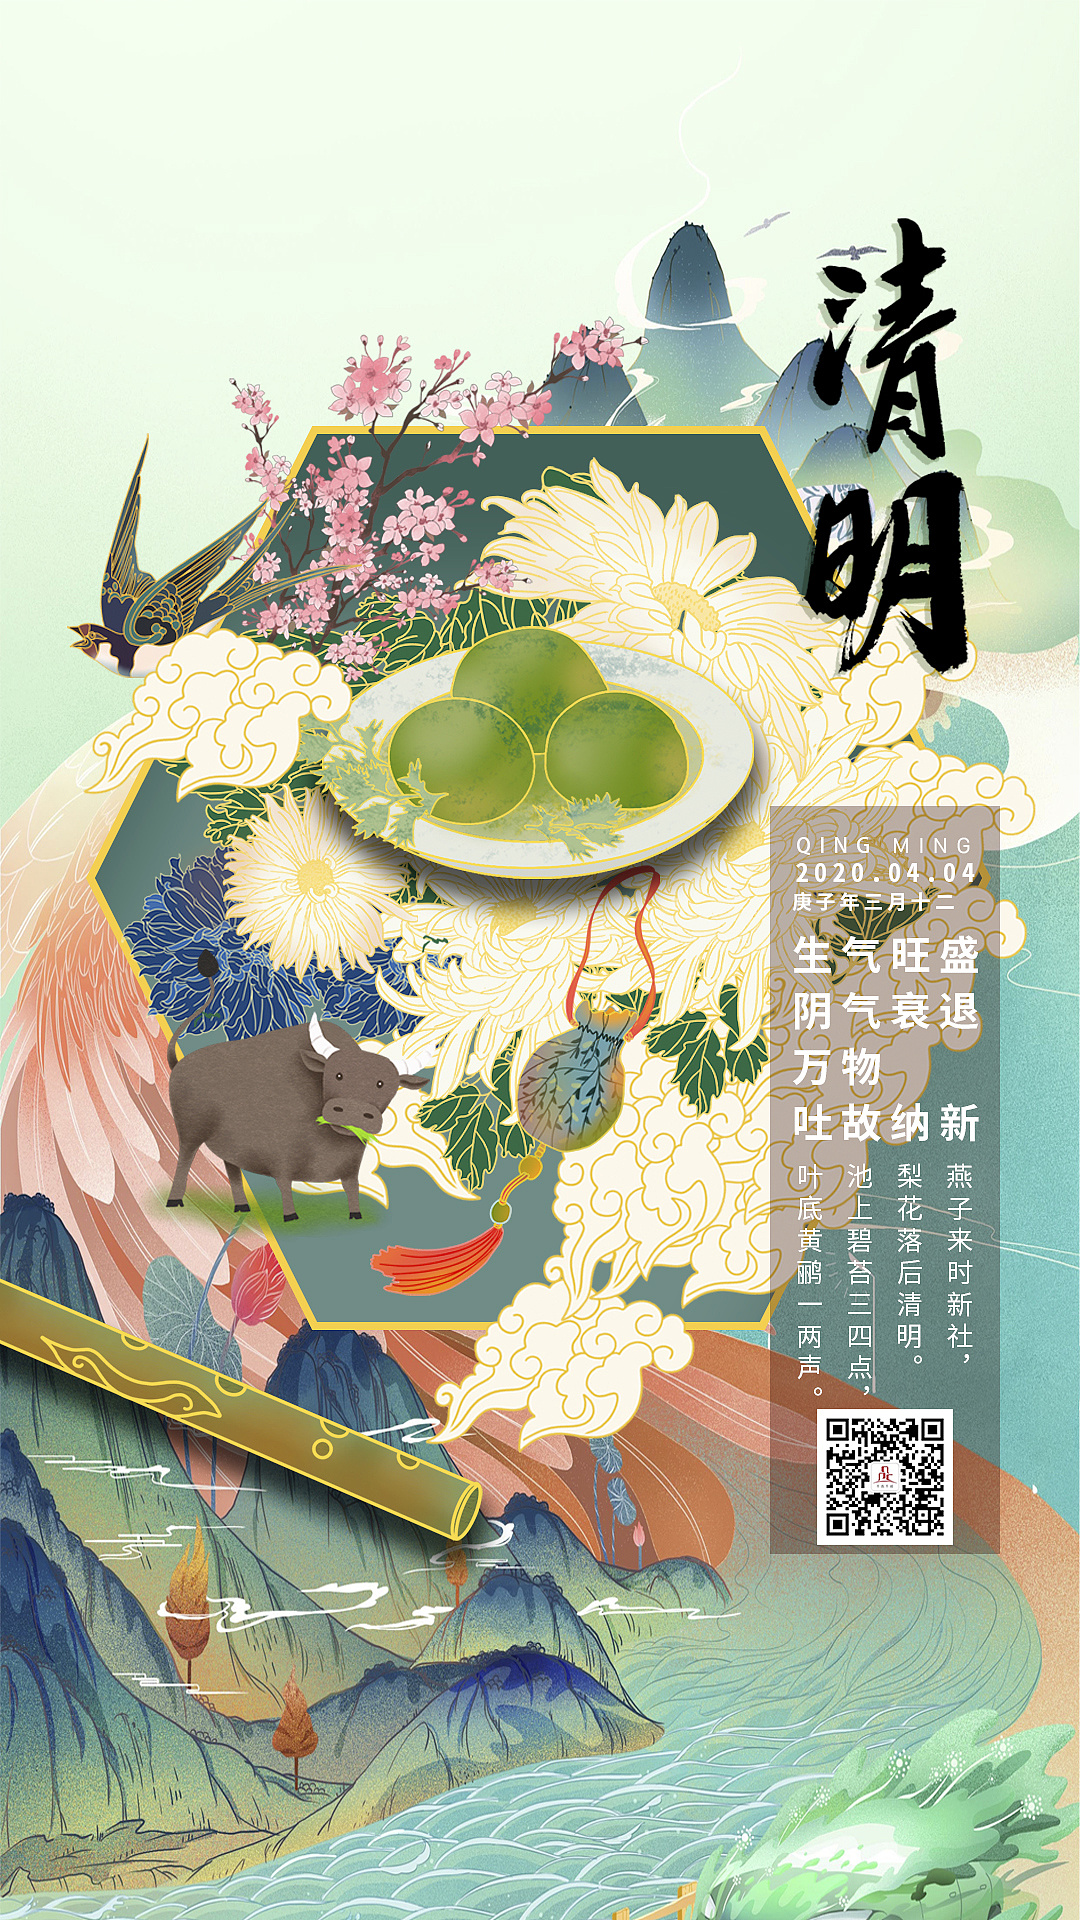 清明
QING MING
2020.04.04
庚子年三月十二
生气旺盛
阴气衰退
万物
吐故纳新
燕子来时新社，
梨花落后清明。
池上碧苔三四点，
叶底黄鹂一两声。